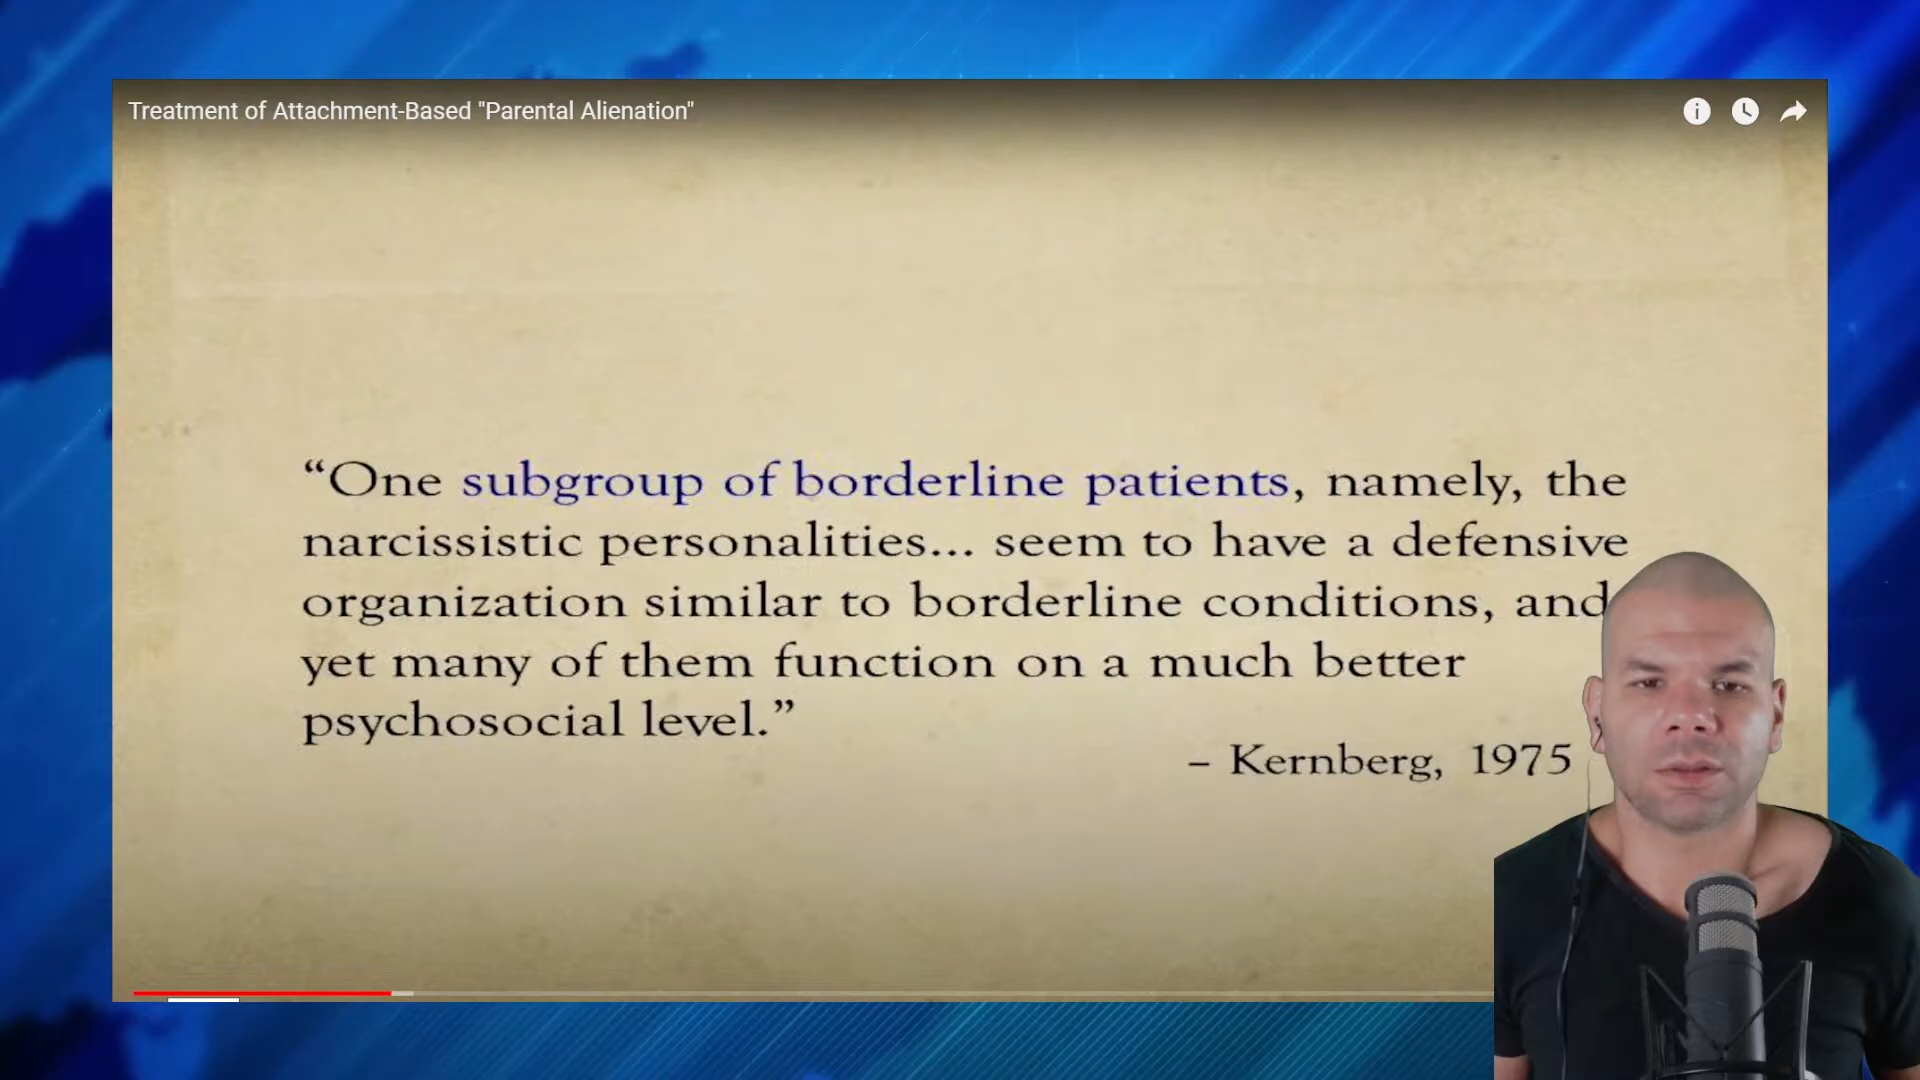 Treatment of Attachment-Based "Parental Alienation"
“One subgroup of borderline patients, namely, the
narcissistic personalities... seem to have a defensive
organization similar to borderline conditions, and
yet many of them function on a much better
psychosocial level.”
– Kernberg, 1975